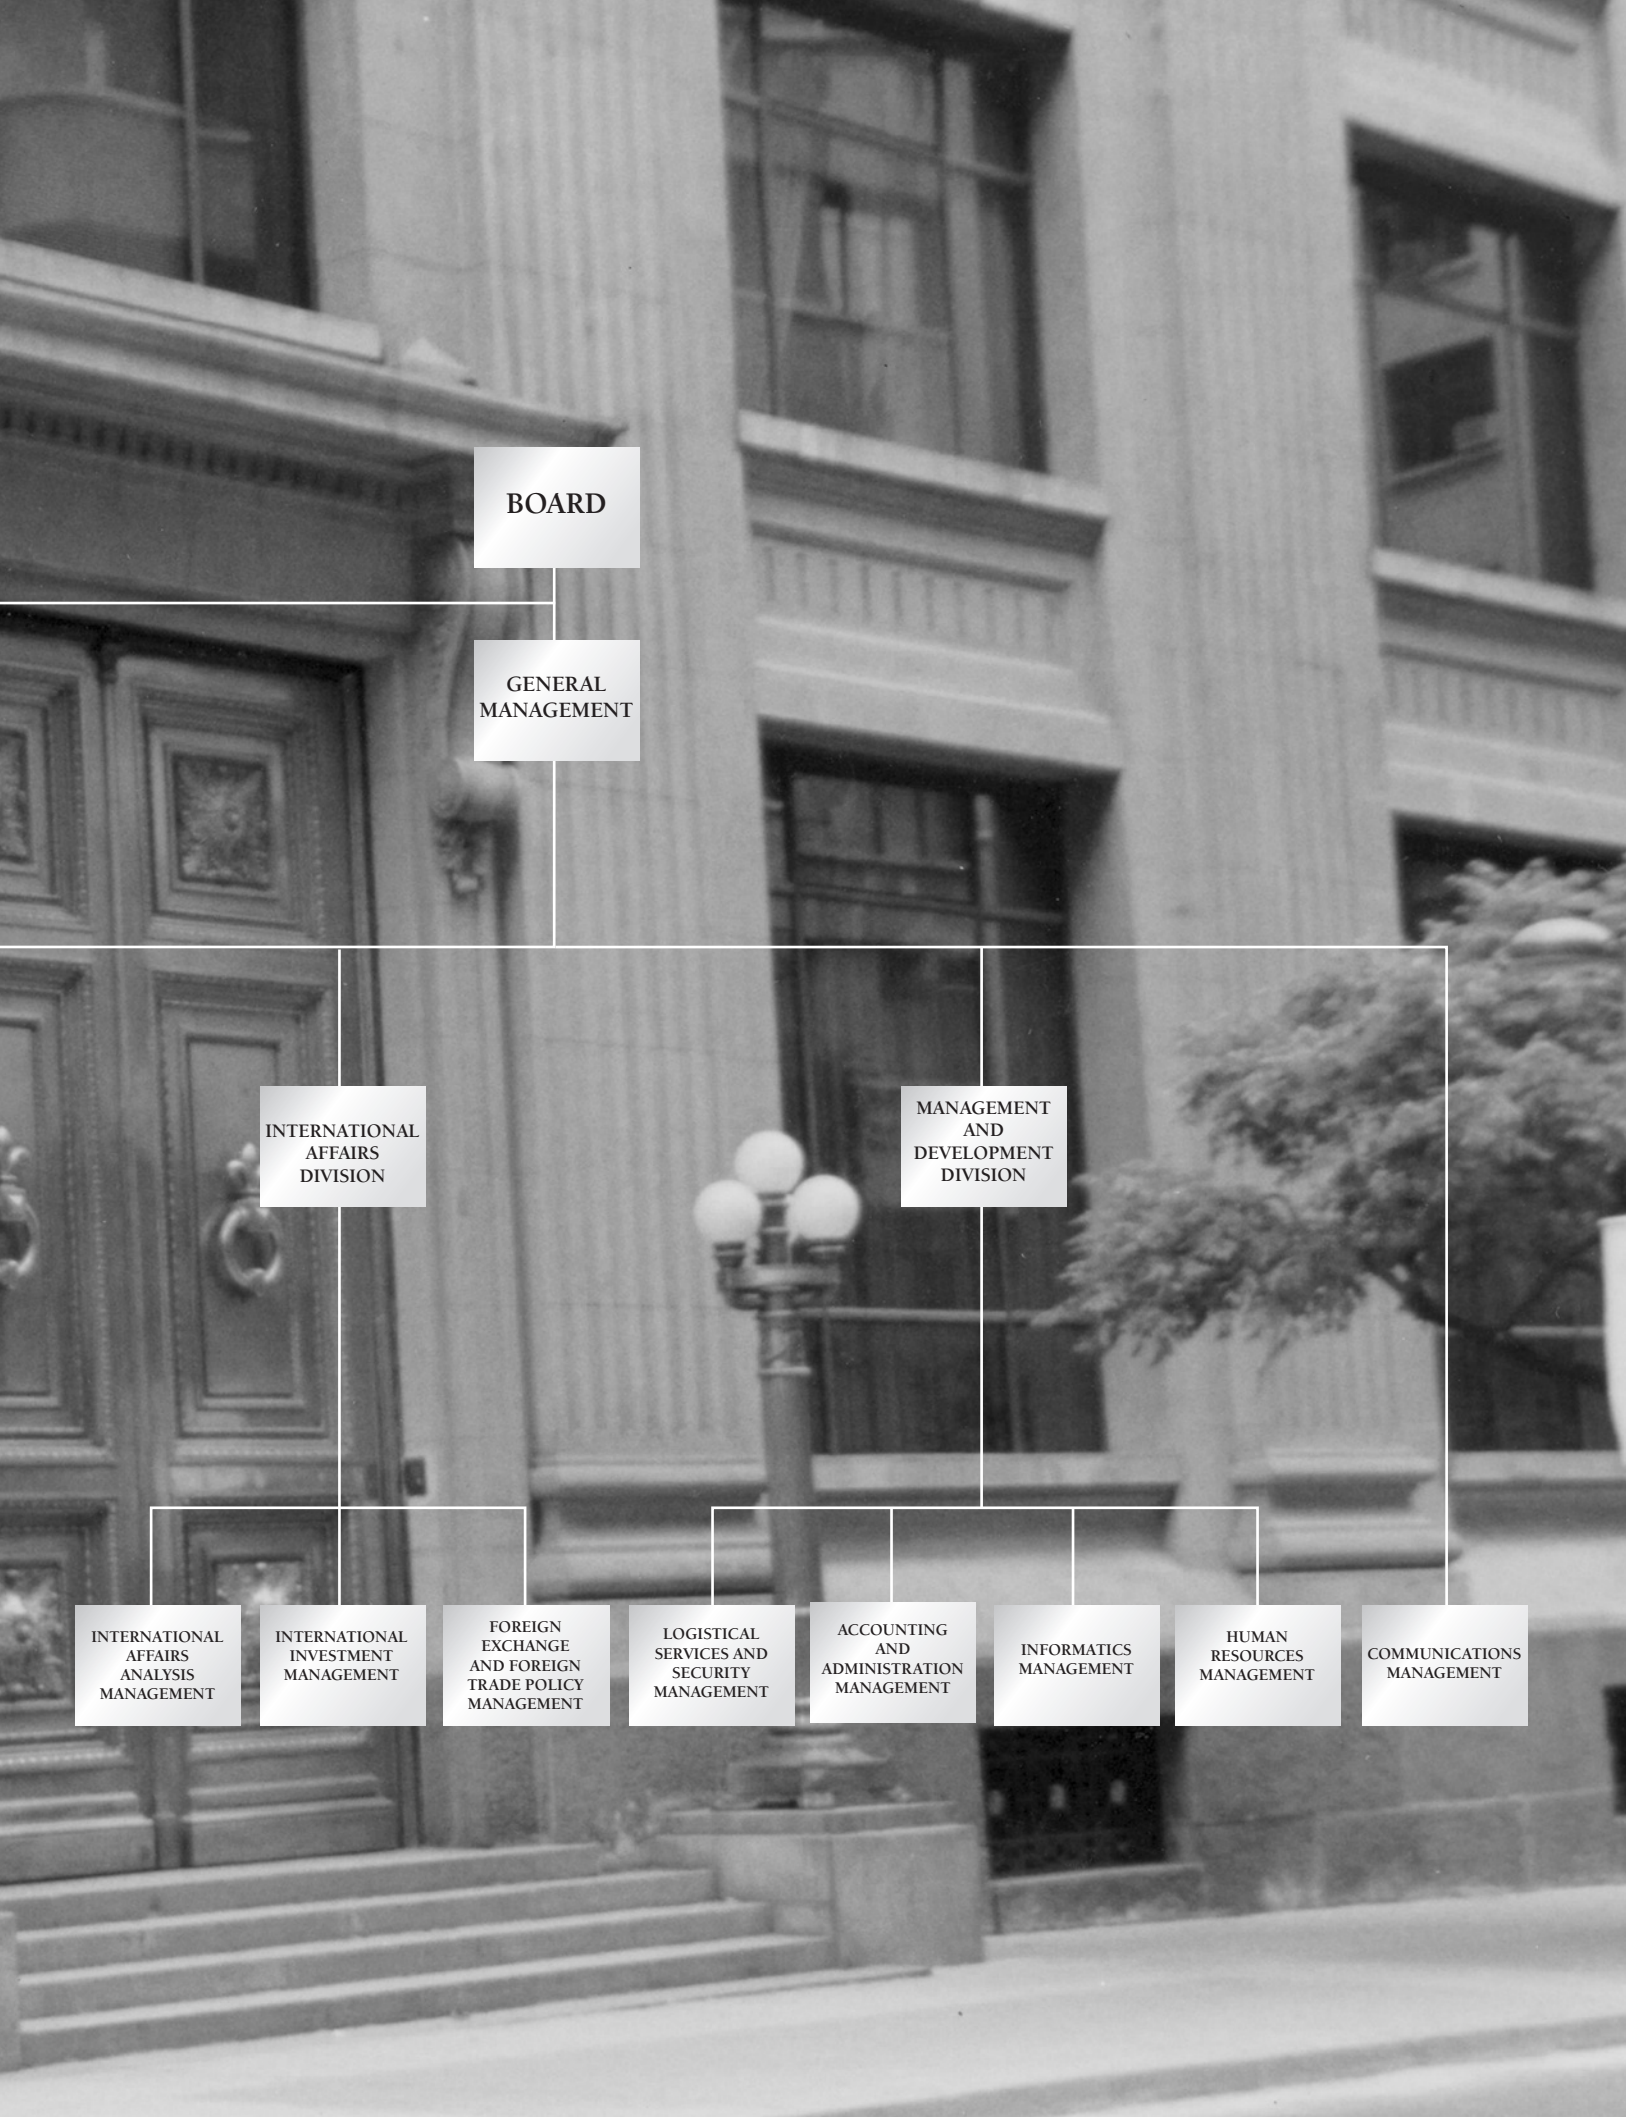 BOARD
GENERAL
MANAGEMENT
INTERNATIONAL
AFFAIRS
DIVISION
MANAGEMENT
AND
DEVELOPMENT
DIVISION
INTERNATIONAL
AFFAIRS
ANALYSIS
MANAGEMENT
INTERNATIONAL
INVESTMENT
MANAGEMENT
FOREIGN
EXCHANGE
AND FOREIGN
TRADE POLICY
MANAGEMENT
LOGISTICAL
SERVICES AND
SECURITY
MANAGEMENT
ACCOUNTING
AND
ADMINISTRATION
MANAGEMENT
INFORMATICS
MANAGEMENT
HUMAN
RESOURCES
MANAGEMENT
COMMUNICATIONS
MANAGEMENT